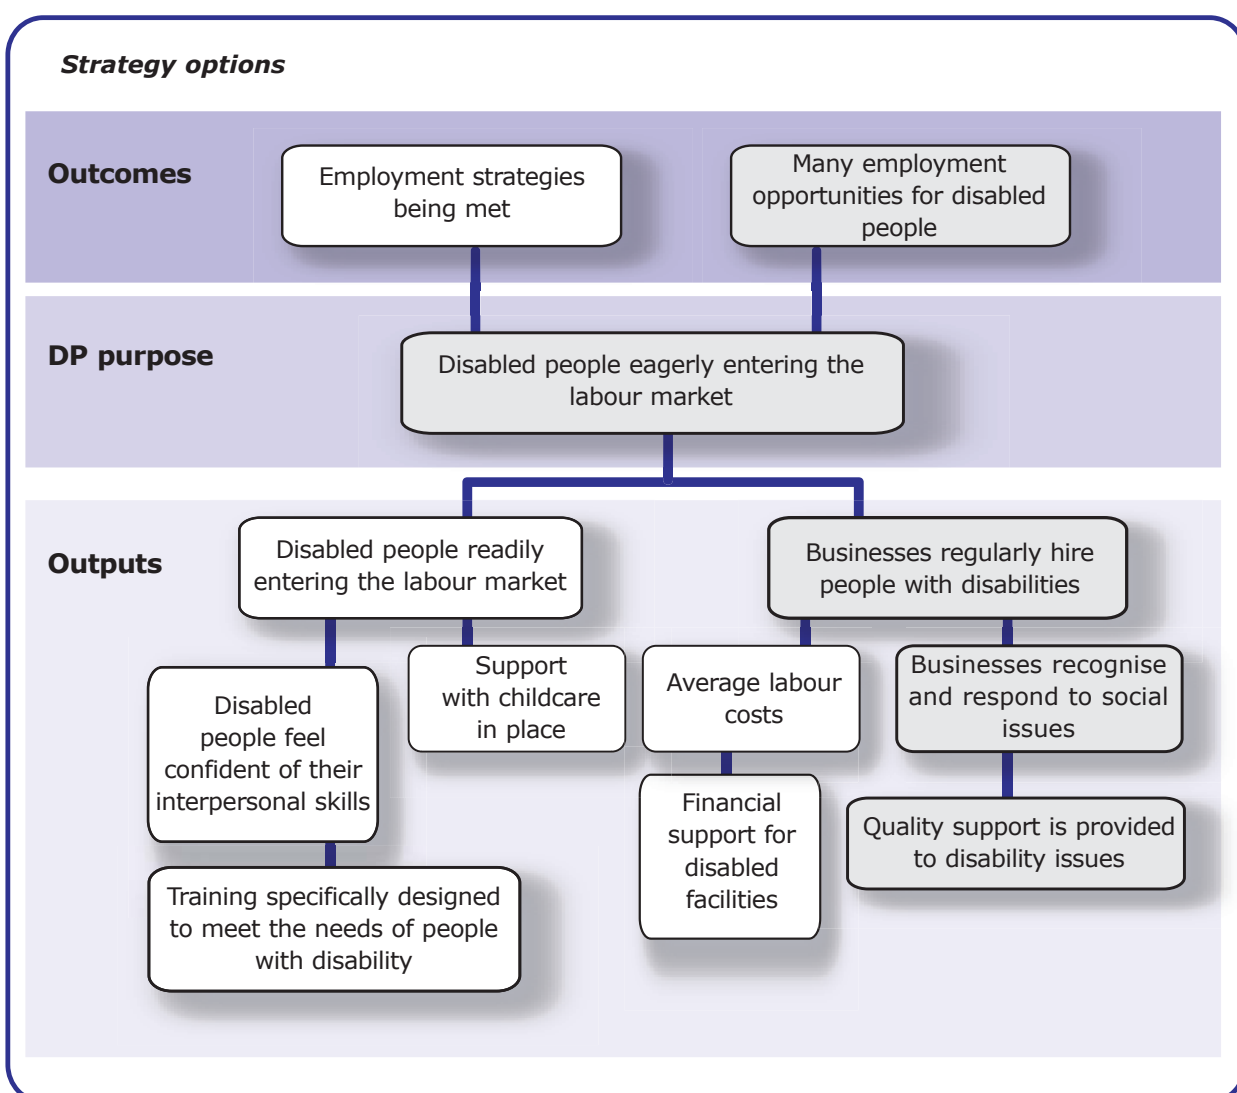 Strategy options
Outcomes
Employment strategies
being met
Many employment
opportunities for disabled
people
DP purpose
Disabled people eagerly entering the
labour market
Outputs
Disabled people readily
entering the labour market
Businesses regularly hire
people with disabilities
Disabled
people feel
confident of their
interpersonal skills
Support
with childcare
in place
Average labour
costs
Businesses recognise
and respond to social
issues
Training specifically designed
to meet the needs of people
with disability
Financial
support for
disabled
facilities
Quality support is provided
to disability issues